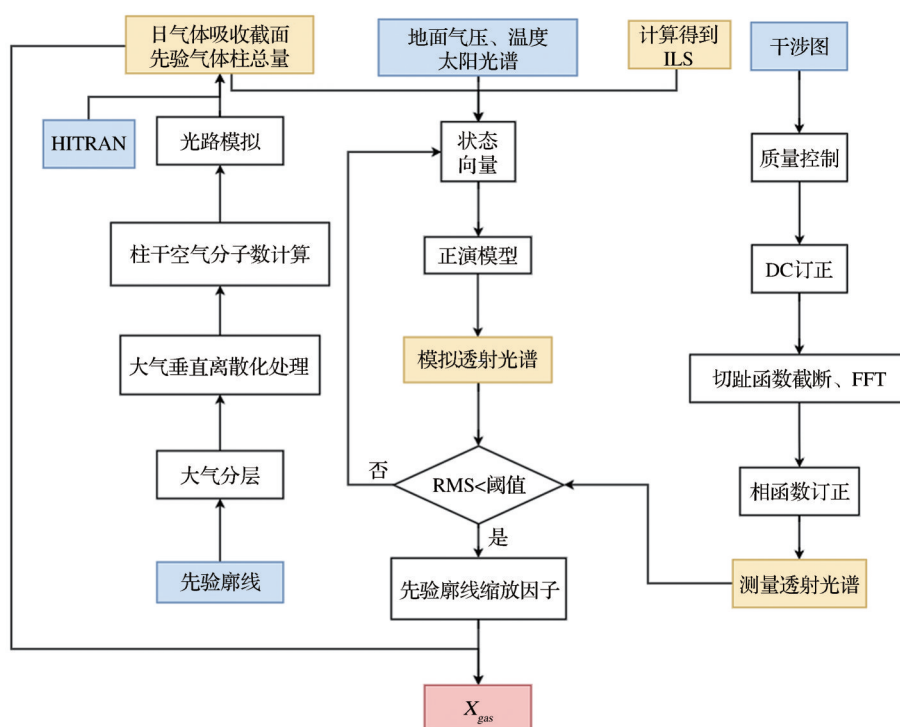 日气体吸收截面
先验气体柱总量
地面气压、温度
太阳光谱
计算得到
ILS
干涉图
HITRAN
光路模拟
状态
向量
质量控制
柱干空气分子数计算
正演模型
DC订正
大气垂直离散化处理
模拟透射光谱
切趾函数截断、FFT
大气分层
否
RMS<阈值
相函数订正
是
先验廓线
先验廓线缩放因子
测量透射光谱
Xgas